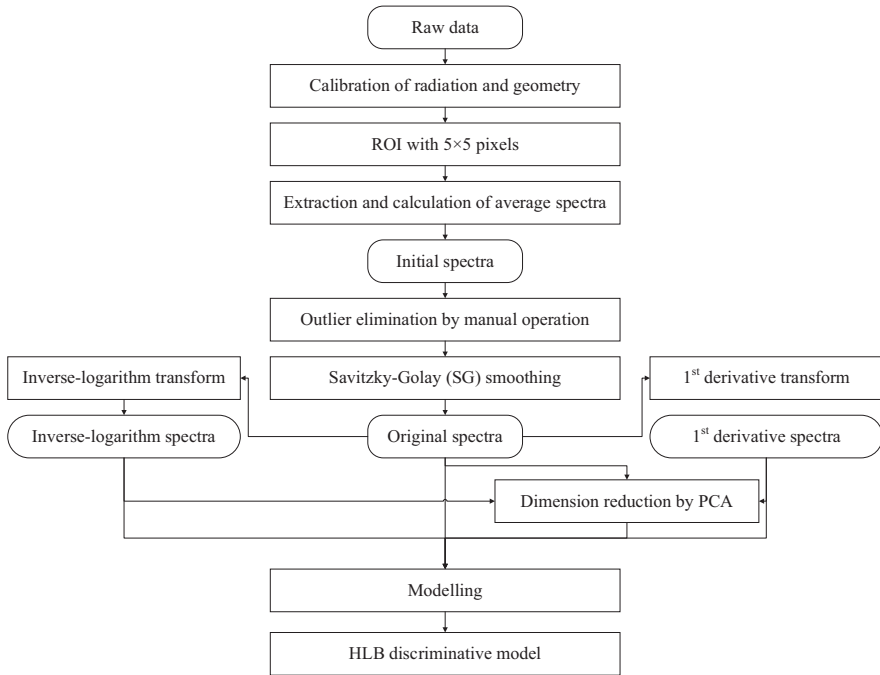 Raw data
Calibration of radiation and geometry
ROI with 5×5 pixels
Extraction and calculation of average spectra
Initial spectra
Outlier elimination by manual operation
Inverse-logarithm transform
Savitzky-Golay (SG) smoothing
1st derivative transform
Inverse-logarithm spectra
Original spectra
1st derivative spectra
Dimension reduction by PCA
Modelling
HLB discriminative model